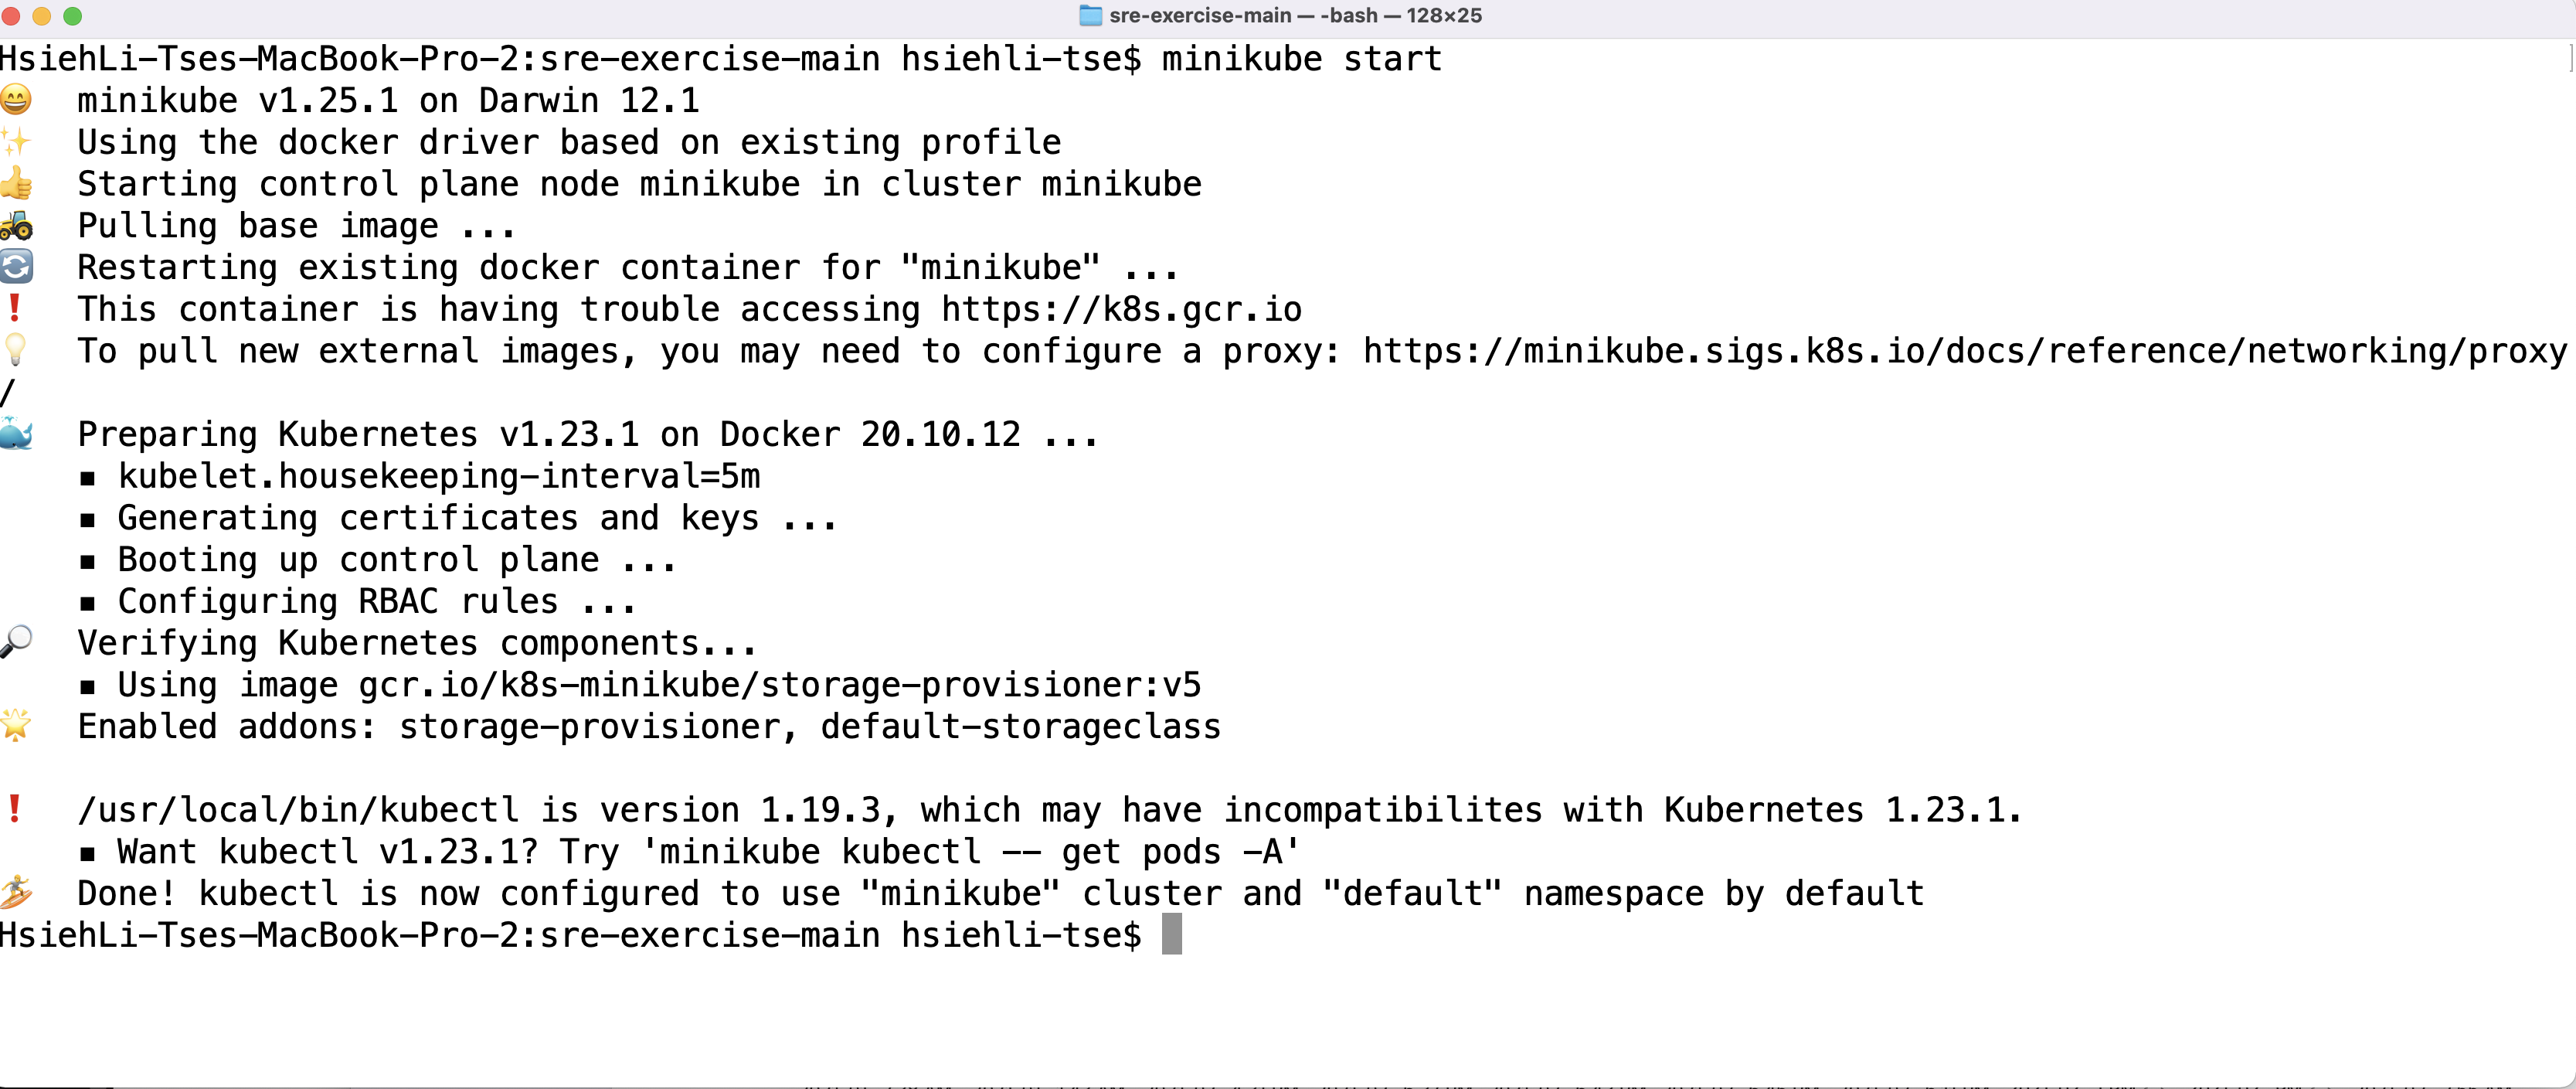 sre-exercise-main — -bash — 128×25
HsiehLi-Tses-MacBook-Pro-2:sre-exercise-main hsiehli-tse$ minikube start
😄  minikube v1.25.1 on Darwin 12.1
✨  Using the docker driver based on existing profile
👍  Starting control plane node minikube in cluster minikube
🚜  Pulling base image ...
🔄  Restarting existing docker container for "minikube" ...
❗  This container is having trouble accessing https://k8s.gcr.io
💡  To pull new external images, you may need to configure a proxy: https://minikube.sigs.k8s.io/docs/reference/networking/proxy
/
🐳  Preparing Kubernetes v1.23.1 on Docker 20.10.12 ...
    ▪ kubelet.housekeeping-interval=5m
    ▪ Generating certificates and keys ...
    ▪ Booting up control plane ...
    ▪ Configuring RBAC rules ...
🔎  Verifying Kubernetes components...
    ▪ Using image gcr.io/k8s-minikube/storage-provisioner:v5
🌟  Enabled addons: storage-provisioner, default-storageclass
❗  /usr/local/bin/kubectl is version 1.19.3, which may have incompatibilites with Kubernetes 1.23.1.
    ▪ Want kubectl v1.23.1? Try 'minikube kubectl -- get pods -A'
🏄  Done! kubectl is now configured to use "minikube" cluster and "default" namespace by default
HsiehLi-Tses-MacBook-Pro-2:sre-exercise-main hsiehli-tse$